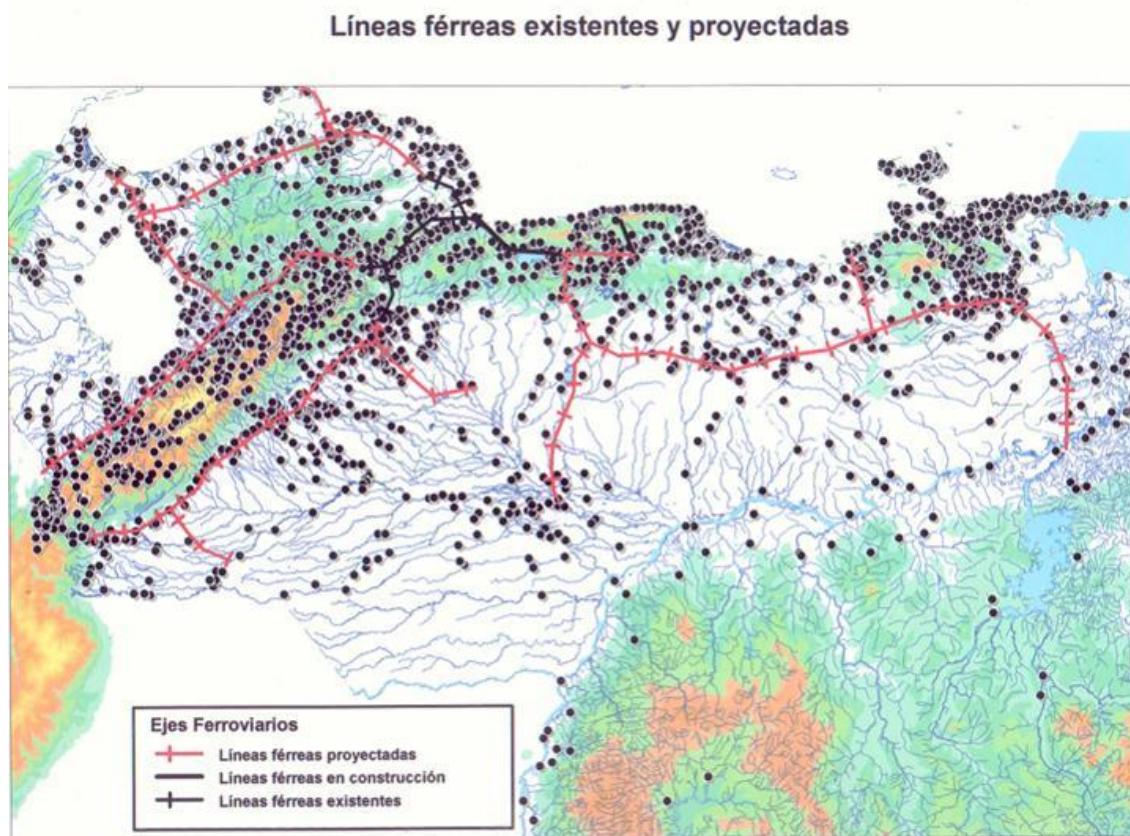 Líneas férreas existentes y proyectadas
Ejes Ferroviarios
Líneas férreas proyectadas
Líneas férreas en construcción
Líneas férreas existentes